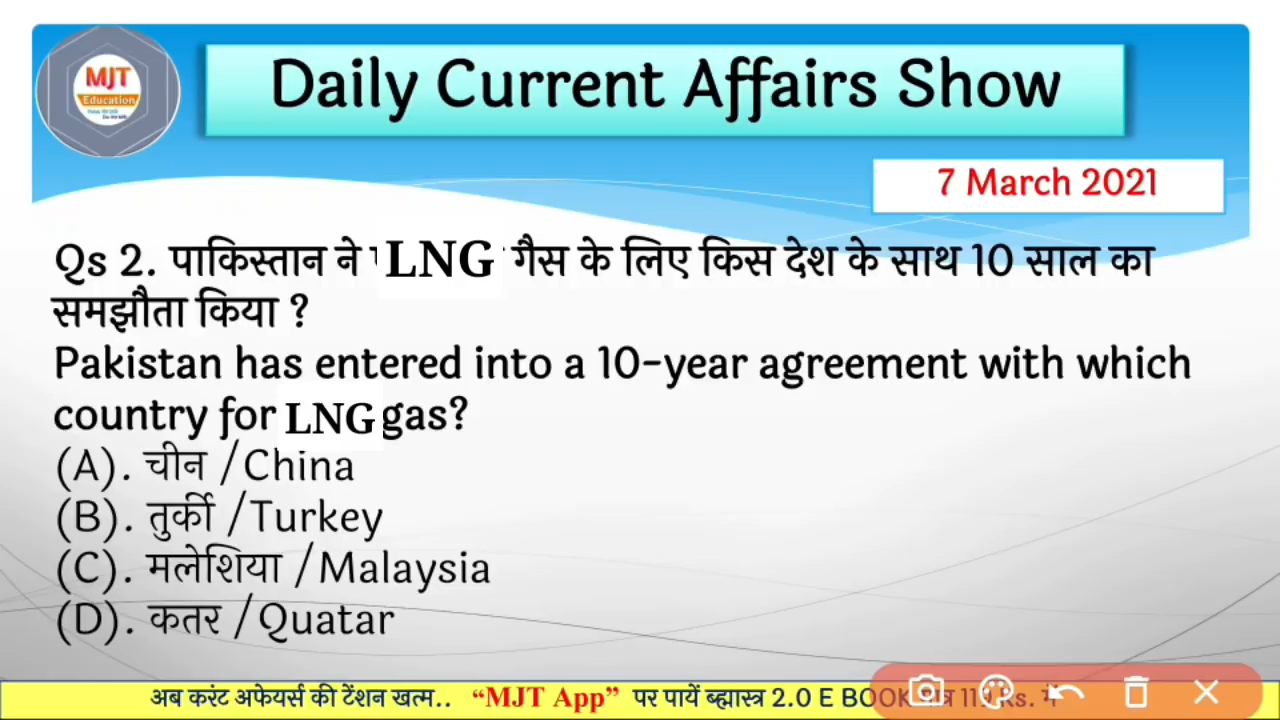 MJT
Education
Daily Current Affairs Show
7 March 2021
Qs 2. पाकिस्तान ने LNG गैस के लिए किस देश के साथ 10 साल का
समझौता किया ?
Pakistan has entered into a 10-year agreement with which
country for LNG gas?
(A). चीन /China
(B). तुर्की /Turkey
(C). मलेशिया /Malaysia
(D). कतर /Quatar
अब करंट अफेयर्स की टेंशन खत्म.. “MJT App” पर पायें ब्ह्मास्त्र 2.0 E BOOK Rs. में